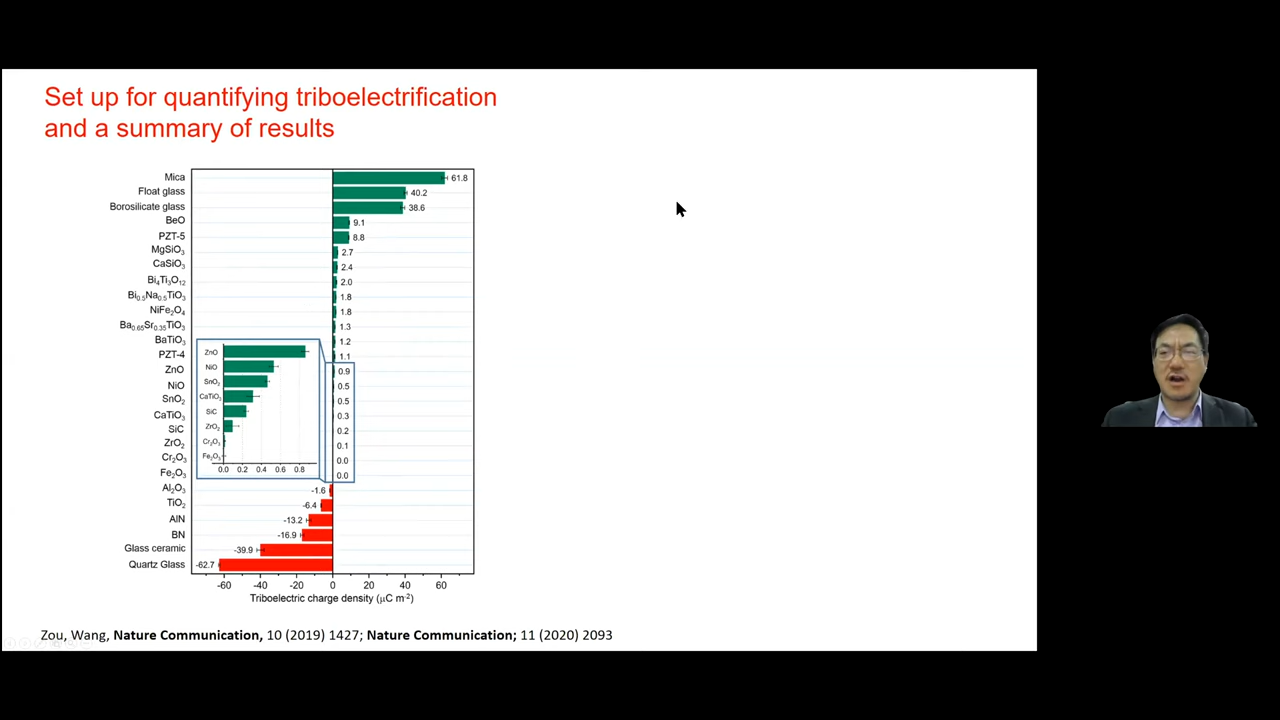 Set up for quantifying triboelectrification
and a summary of results
Mica 61.8
Float glass 40.2
Borosilicate glass 38.6
BeO 9.1
PZT-5 8.8
MgSiO₃ 2.7
CaSiO₃ 2.4
Bi₄Ti₃O₁₂ 2.0
Bi₀.₅Na₀.₅TiO₃ 1.8
NiFe₂O₄ 1.8
Ba₀.₆₅Sr₀.₃₅TiO₃ 1.3
BaTiO₃ 1.2
PZT-4 1.1
ZnO 0.9
NiO 0.5
SnO₂ 0.5
CaTiO₃ 0.3
SiC 0.2
ZrO₂ 0.1
Cr₂O₃ 0.0
Fe₂O₃ 0.0
Al₂O₃ -1.6
TiO₂ -6.4
AlN -13.2
BN -16.9
Glass ceramic -39.9
Quartz Glass -62.7
ZnO
NiO
SnO₂
CaTiO₃
SiC
ZrO₂
Cr₂O₃
Fe₂O₃
0.0 0.2 0.4 0.6 0.8
-60 -40 -20 0 20 40 60
Triboelectric charge density (μC m⁻²)
Zou, Wang, Nature Communication, 10 (2019) 1427; Nature Communication; 11 (2020) 2093